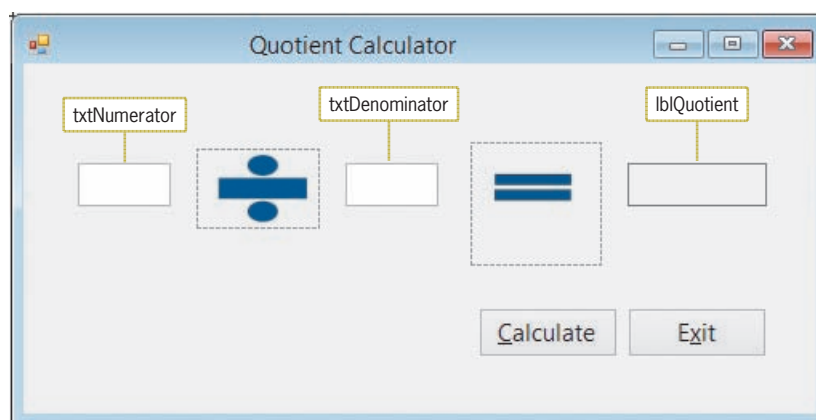 Quotient Calculator
txtNumerator
txtDenominator
lblQuotient
Calculate
Exit